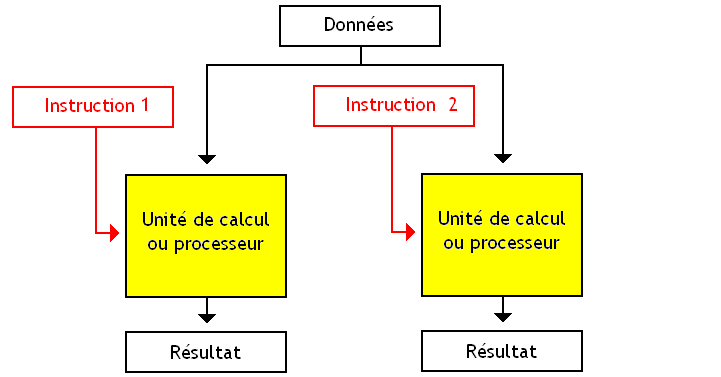 Données
Instruction 1
Instruction 2
Unité de calcul
ou processeur
Unité de calcul
ou processeur
Résultat
Résultat